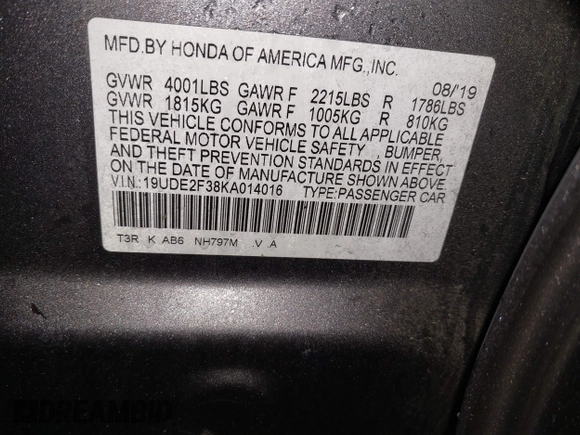 MFD.BY HONDA OF AMERICA MFG.,INC.
08/'19
GVWR 4001LBS GAWR F 2215LBS R 1786LBS
GVWR 1815KG GAWR F 1005KG R 810KG
THIS VEHICLE CONFORMS TO ALL APPLICABLE
FEDERAL MOTOR VEHICLE SAFETY , BUMPER,
AND THEFT PREVENTION STANDARDS IN EFFECT
ON THE DATE OF MANUFACTURE SHOWN ABOVE.
V.I.N.:19UDE2F38KA014016 TYPE:PASSENGER CAR
T3R K AB6 NH797M .V A
DREAMBID